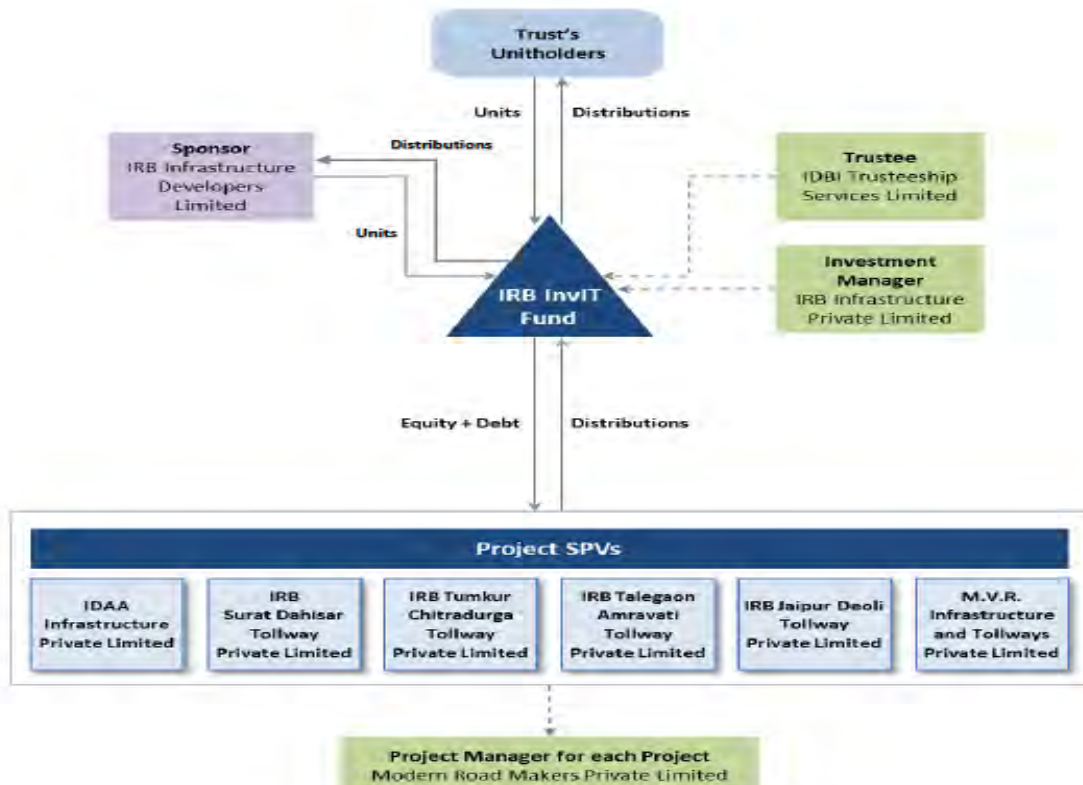 Trust's
Unitholders
Units
Distributions
Sponsor
IRB Infrastructure
Developers
Limited
Distributions
Units
Trustee
IDBI Trusteeship
Services Limited
Investment
Manager
IRB Infrastructure
Private Limited
IRB InvIT
Fund
Equity + Debt
Distributions
Project SPVs
IDAA
Infrastructure
Private Limited
IRB
Surat Dahisar
Tollway
Private Limited
IRB Tumkur
Chitradurga
Tollway
Private Limited
IRB Talegaon
Amravati
Tollway
Private Limited
IRB Jaipur Deoli
Tollway
Private Limited
M.V.R.
Infrastructure
and Tollways
Private Limited
Project Manager for each Project
Modern Road Makers Private Limited